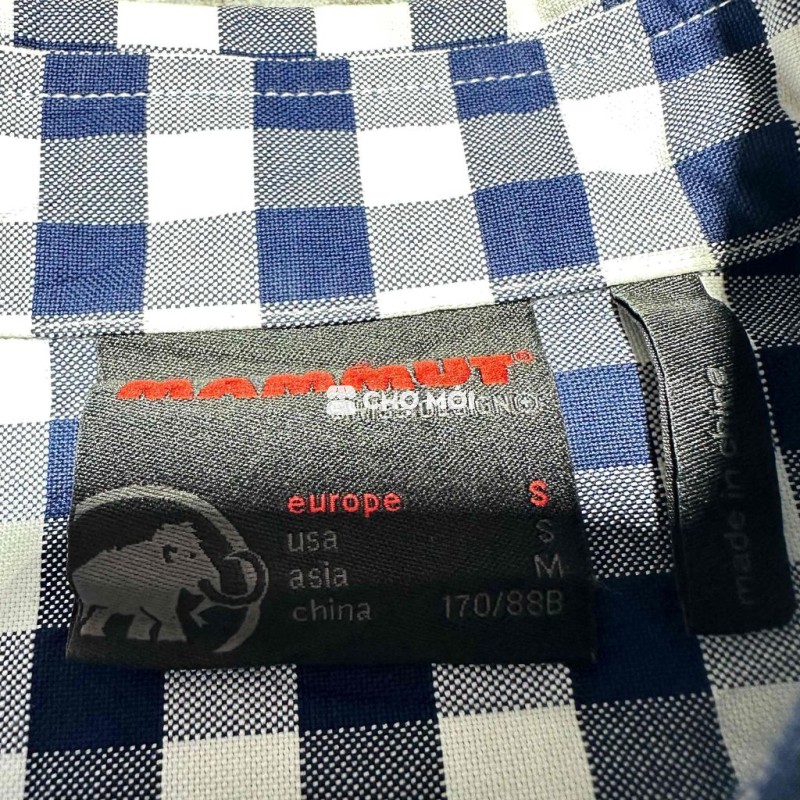 mammut®
CHỢ MỚI
europe S
usa S
asia M
china 170/88B
made in china